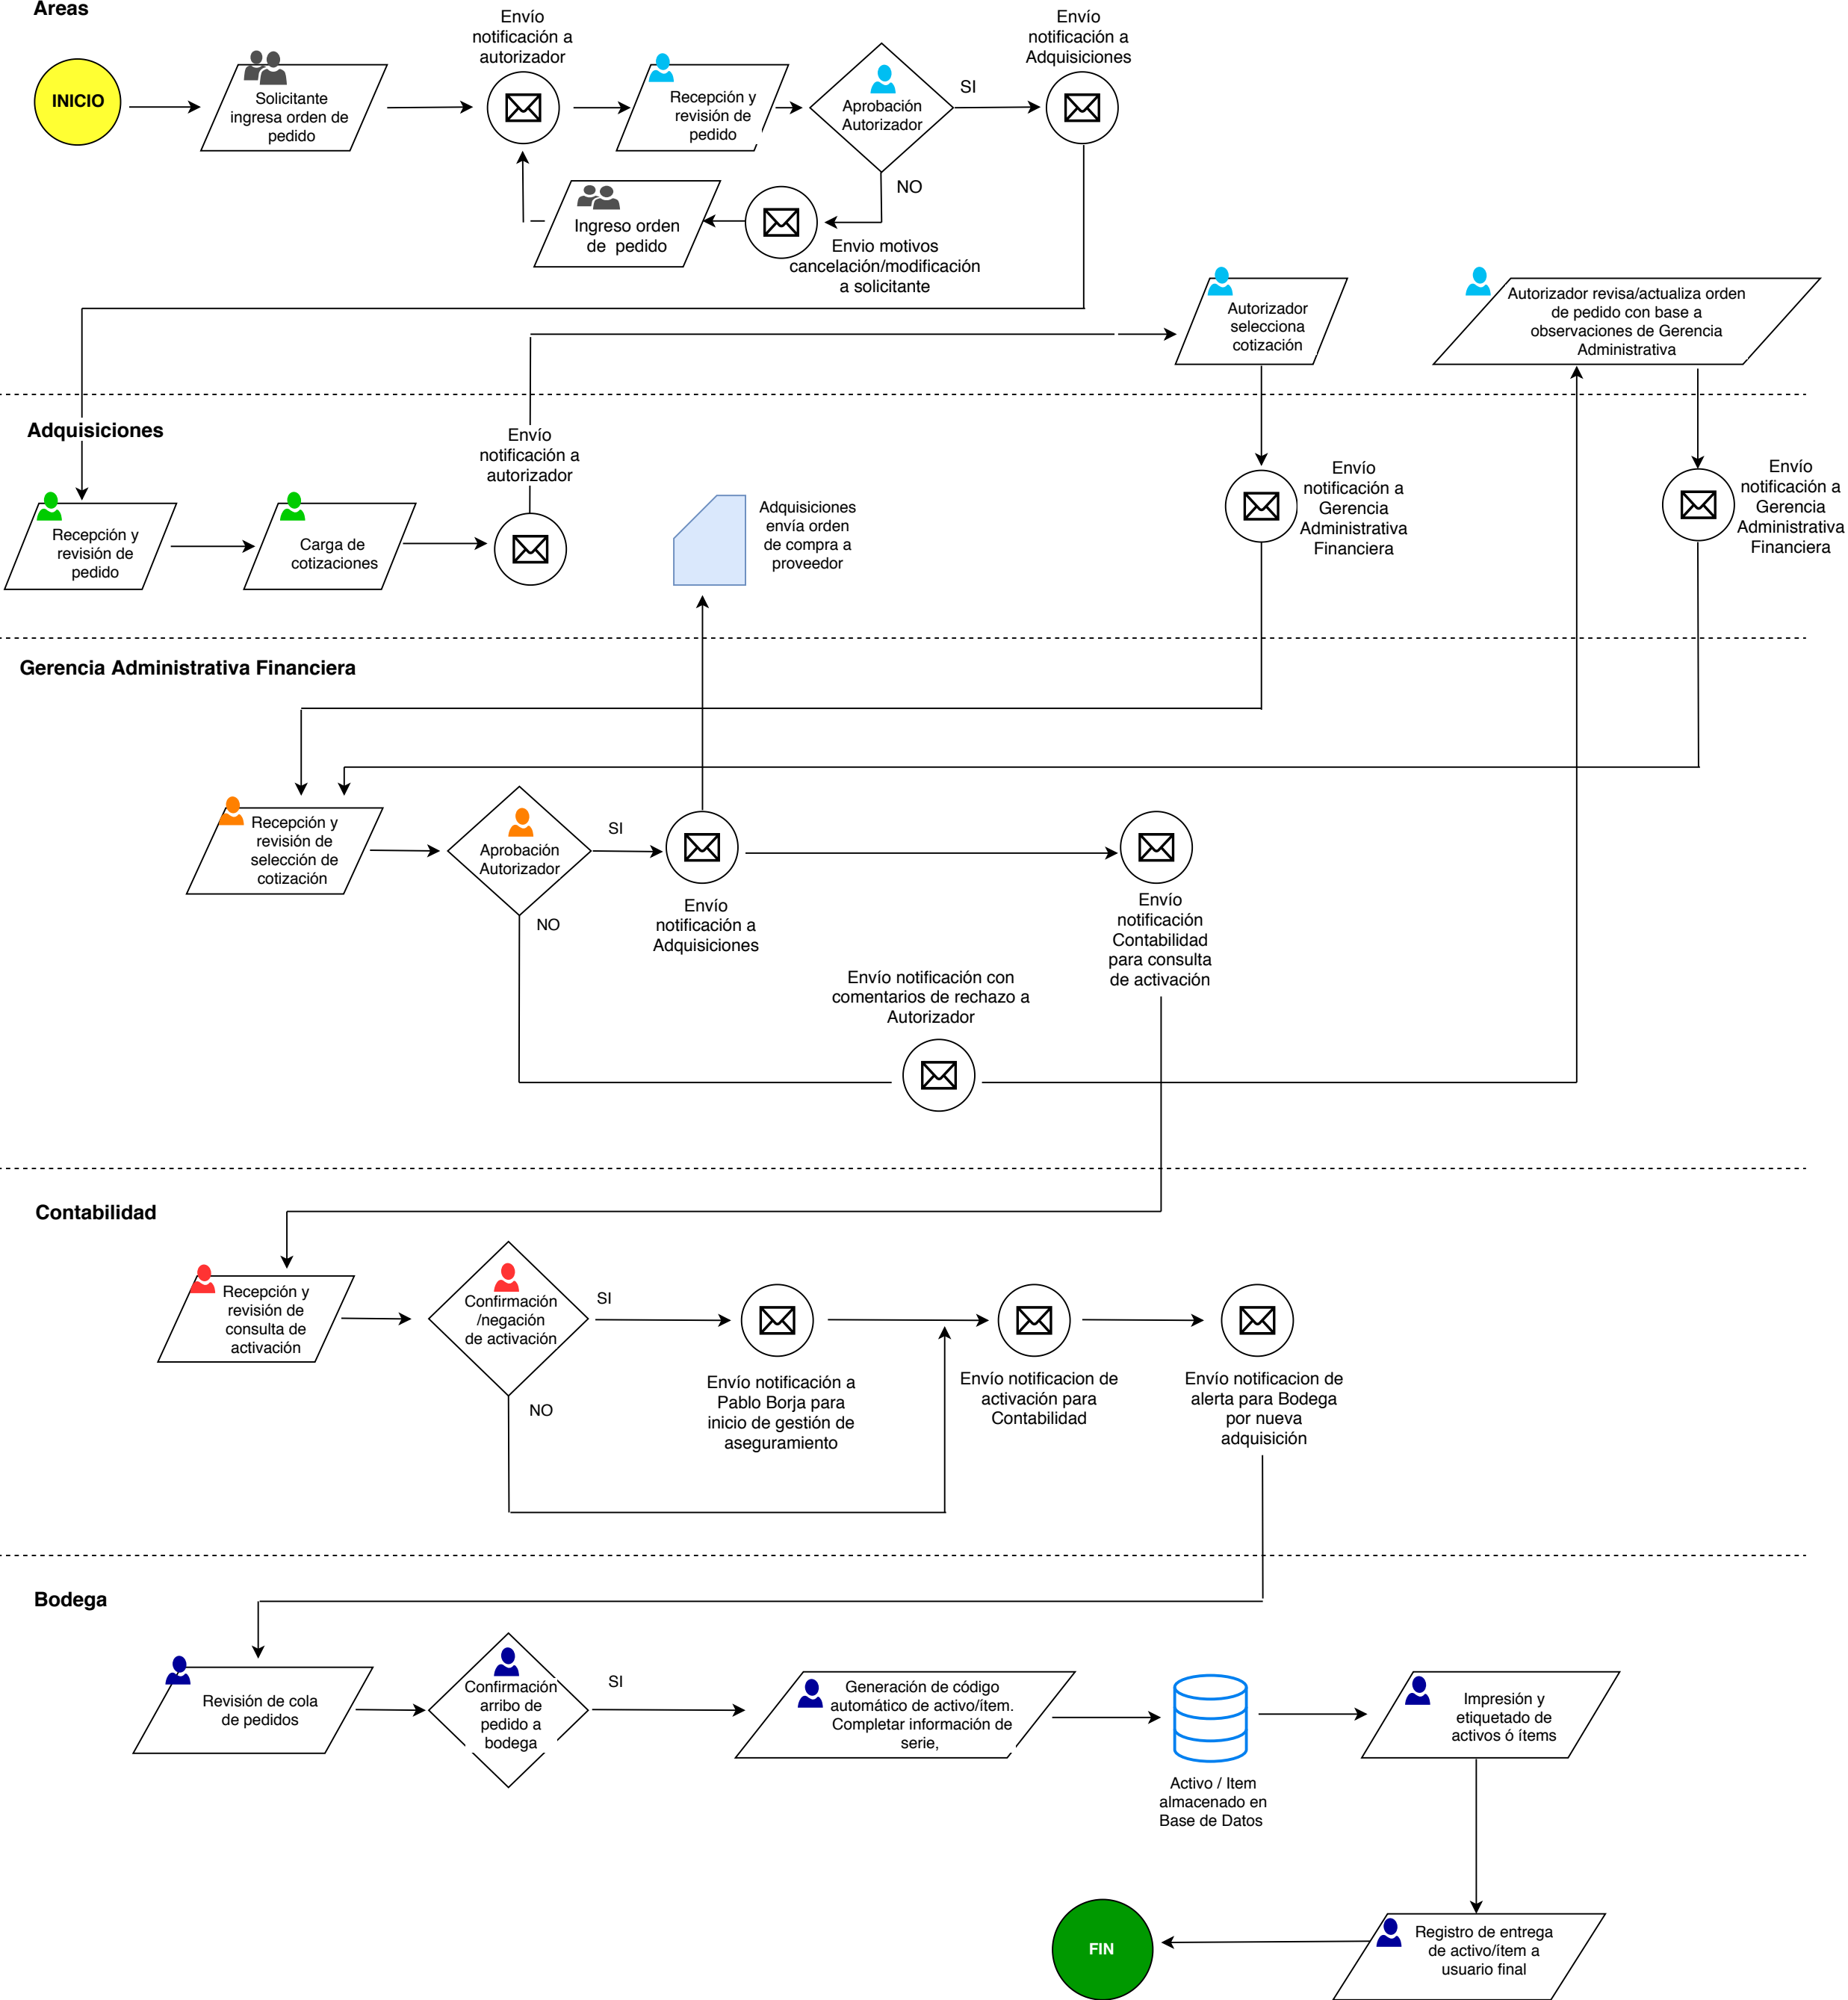 Areas
INICIO
Solicitante
ingresa orden de
pedido
Envío
notificación a
autorizador
Recepción y
revisión de
pedido
Aprobación
Autorizador
SI
Envío
notificación a
Adquisiciones
NO
Ingreso orden
de pedido
Envio motivos
cancelación/modificación
a solicitante
Autorizador
selecciona
cotización
Autorizador revisa/actualiza orden
de pedido con base a
observaciones de Gerencia
Administrativa
Adquisiciones
Recepción y
revisión de
pedido
Carga de
cotizaciones
Envío
notificación a
autorizador
Adquisiciones
envía orden
de compra a
proveedor
Envío
notificación a
Gerencia
Administrativa
Financiera
Envío
notificación a
Gerencia
Administrativa
Financiera
Gerencia Administrativa Financiera
Recepción y
revisión de
selección de
cotización
Aprobación
Autorizador
SI
NO
Envío
notificación a
Adquisiciones
Envío
notificación
Contabilidad
para consulta
de activación
Envío notificación con
comentarios de rechazo a
Autorizador
Contabilidad
Recepción y
revisión de
consulta de
activación
Confirmación
/negación
de activación
SI
NO
Envío notificación a
Pablo Borja para
inicio de gestión de
aseguramiento
Envío notificacion de
activación para
Contabilidad
Envío notificacion de
alerta para Bodega
por nueva
adquisición
Bodega
Revisión de cola
de pedidos
Confirmación
arribo de
pedido a
bodega
SI
Generación de código
automático de activo/ítem.
Completar información de
serie,
Activo / Item
almacenado en
Base de Datos
Impresión y
etiquetado de
activos ó ítems
Registro de entrega
de activo/ítem a
usuario final
FIN